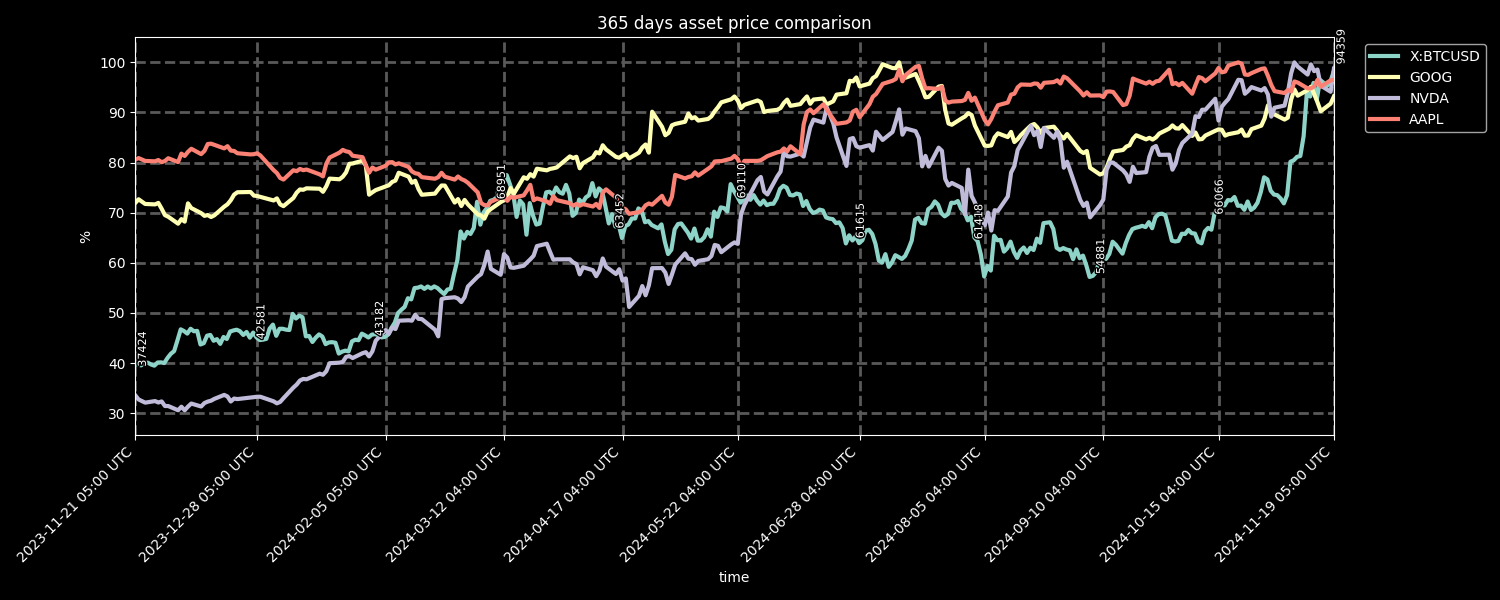 365 days asset price comparison
X:BTCUSD
GOOG
NVDA
AAPL
%
100
90
80
70
60
50
40
30
37424
42581
43182
68951
63452
69110
61615
61418
54881
66066
94359
2023-11-21 05:00 UTC
2023-12-28 05:00 UTC
2024-02-05 05:00 UTC
2024-03-12 04:00 UTC
2024-04-17 04:00 UTC
2024-05-22 04:00 UTC
2024-06-28 04:00 UTC
2024-08-05 04:00 UTC
2024-09-10 04:00 UTC
2024-10-15 04:00 UTC
2024-11-19 05:00 UTC
time